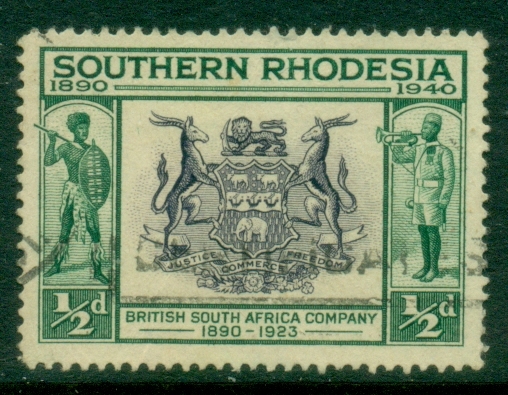 SOUTHERN RHODESIA
1890 1940
JUSTICE COMMERCE FREEDOM
½d ½d
BRITISH SOUTH AFRICA COMPANY
1890-1923